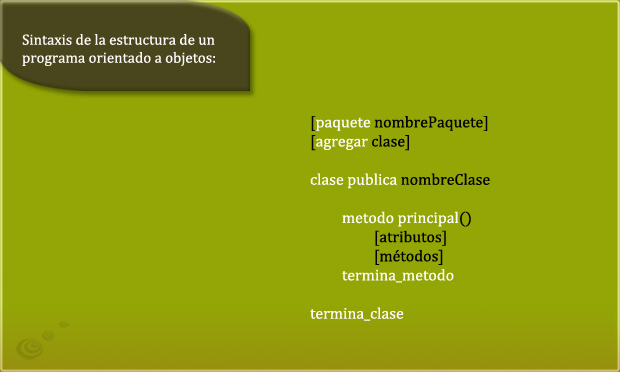 Sintaxis de la estructura de un
programa orientado a objetos:
[paquete nombrePaquete]
[agregar clase]
clase publica nombreClase
metodo principal()
[atributos]
[métodos]
termina_metodo
termina_clase